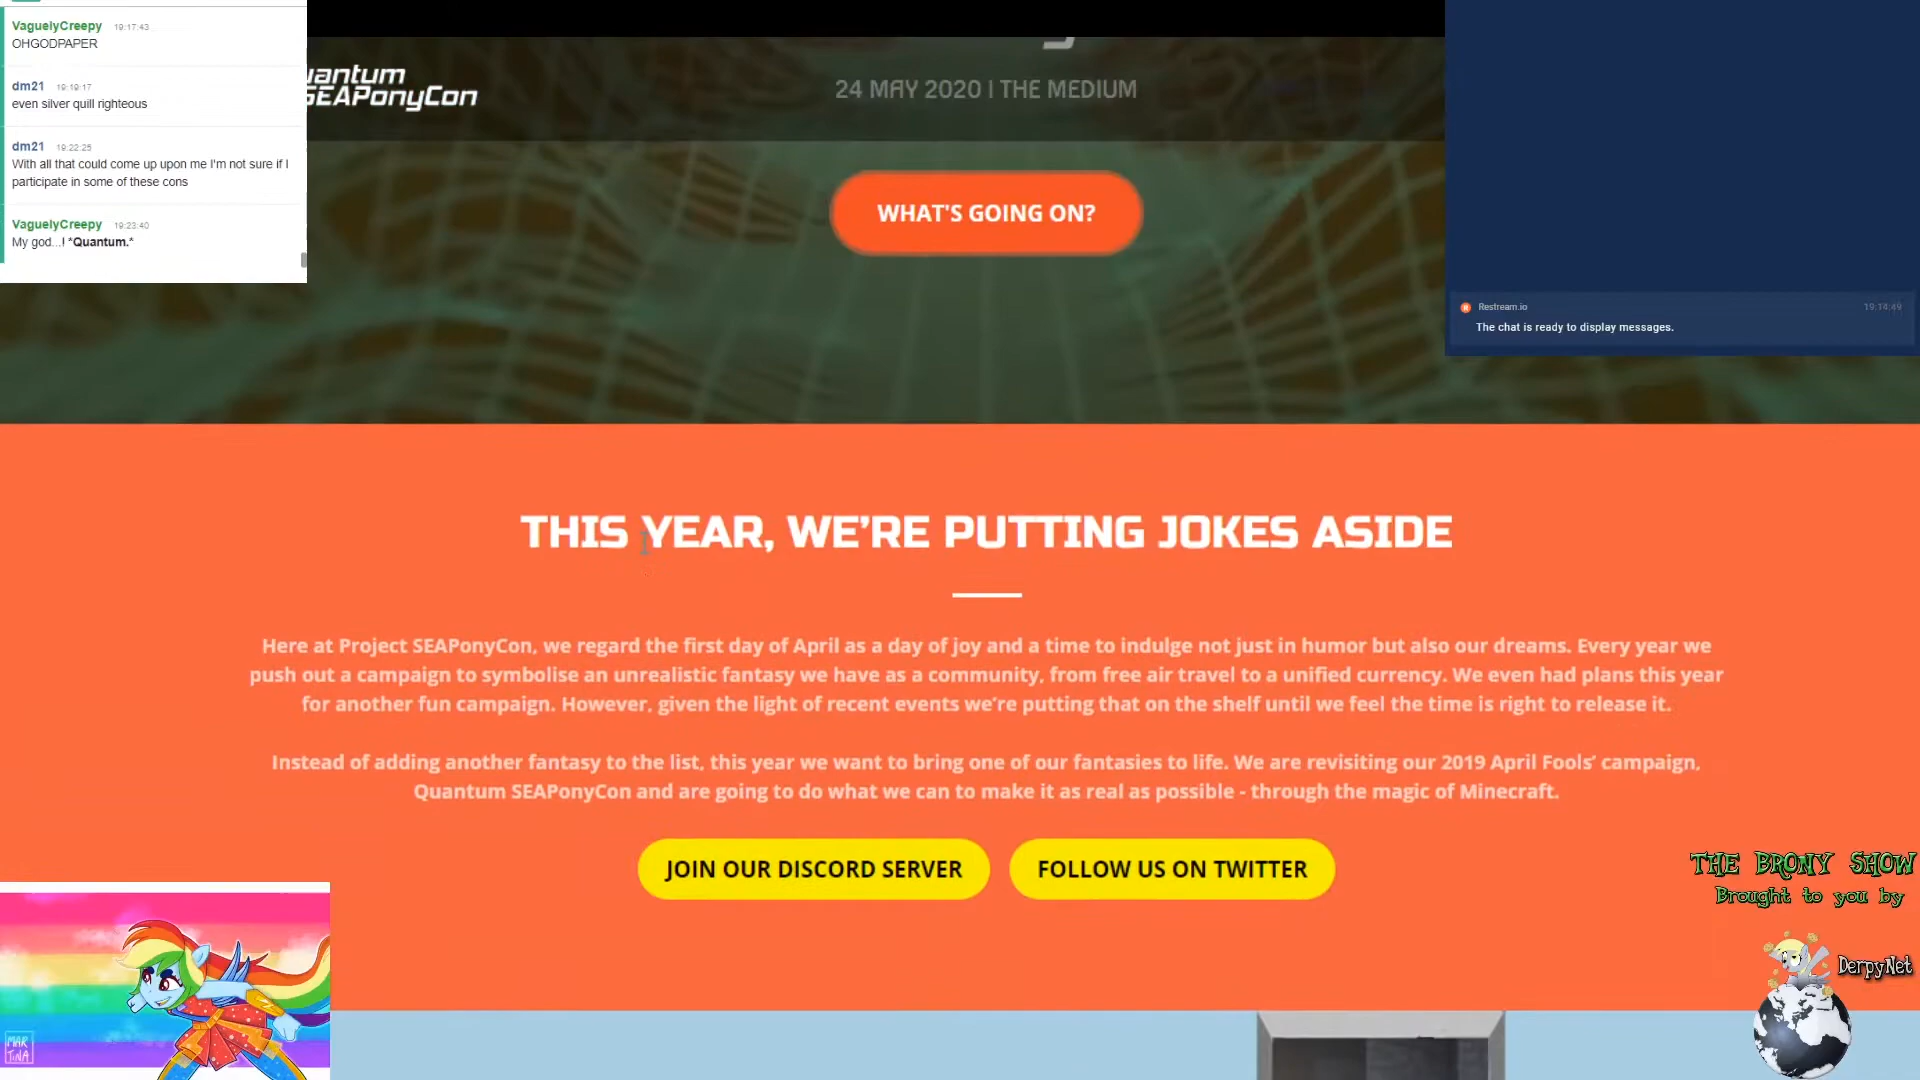 VaguelyCreepy 19:17:43
OHGODPAPER
dm21 19:19:17
even silver quill righteous
dm21 19:22:25
With all that could come up upon me I'm not sure if I
participate in some of these cons
VaguelyCreepy 19:23:40
My god...! *Quantum.*
uantum
SEAPonyCon
24 MAY 2020 | THE MEDIUM
WHAT'S GOING ON?
Restream.io 19:14:49
The chat is ready to display messages.
THIS YEAR, WE’RE PUTTING JOKES ASIDE
Here at Project SEAPonyCon, we regard the first day of April as a day of joy and a time to indulge not just in humor but also our dreams. Every year we
push out a campaign to symbolise an unrealistic fantasy we have as a community, from free air travel to a unified currency. We even had plans this year
for another fun campaign. However, given the light of recent events we’re putting that on the shelf until we feel the time is right to release it.
Instead of adding another fantasy to the list, this year we want to bring one of our fantasies to life. We are revisiting our 2019 April Fools’ campaign,
Quantum SEAPonyCon and are going to do what we can to make it as real as possible - through the magic of Minecraft.
JOIN OUR DISCORD SERVER
FOLLOW US ON TWITTER
THE BRONY SHOW
Brought to you by
DerpyNet
MAR
TINA